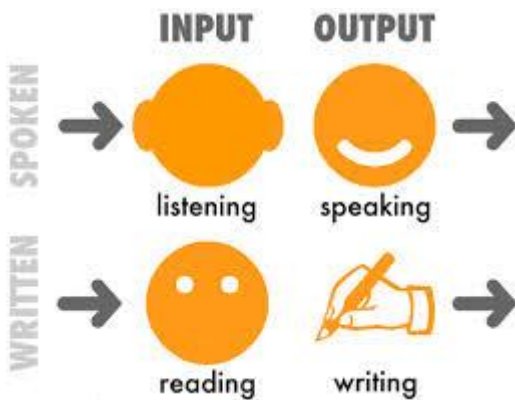 INPUT OUTPUT
SPOKEN
listening speaking
WRITTEN
reading writing